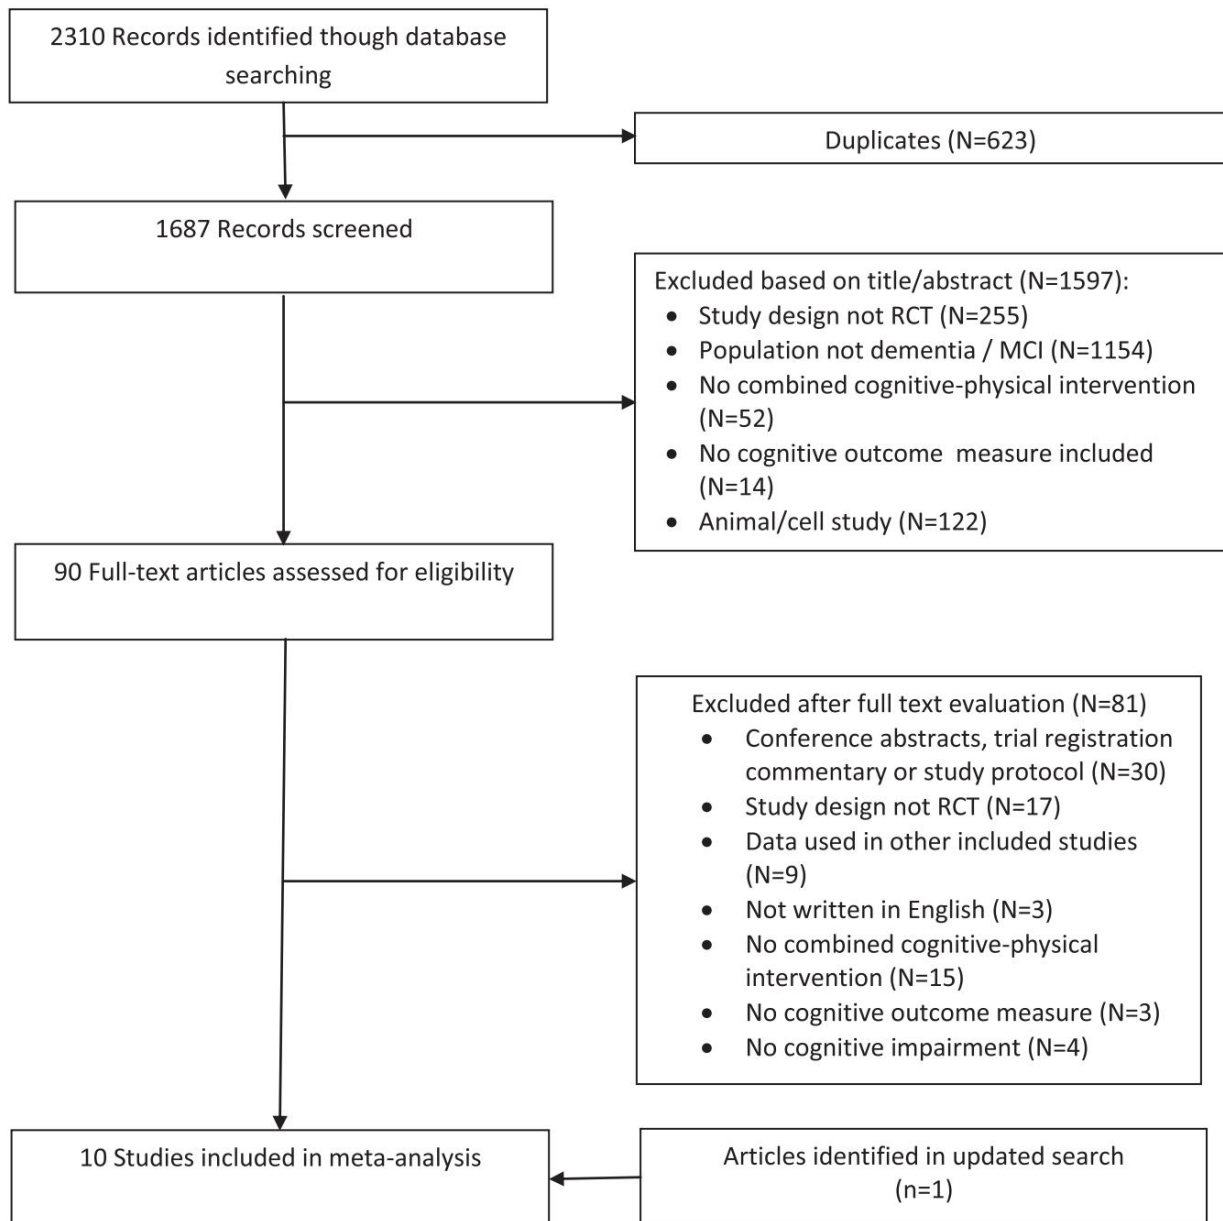 2310 Records identified though database
searching
Duplicates (N=623)
1687 Records screened
Excluded based on title/abstract (N=1597):
• Study design not RCT (N=255)
• Population not dementia / MCI (N=1154)
• No combined cognitive-physical intervention
(N=52)
• No cognitive outcome  measure included
(N=14)
• Animal/cell study (N=122)
90 Full-text articles assessed for eligibility
Excluded after full text evaluation (N=81)
• Conference abstracts, trial registration
commentary or study protocol (N=30)
• Study design not RCT (N=17)
• Data used in other included studies
(N=9)
• Not written in English (N=3)
• No combined cognitive-physical
intervention (N=15)
• No cognitive outcome measure (N=3)
• No cognitive impairment (N=4)
10 Studies included in meta-analysis
Articles identified in updated search
(n=1)